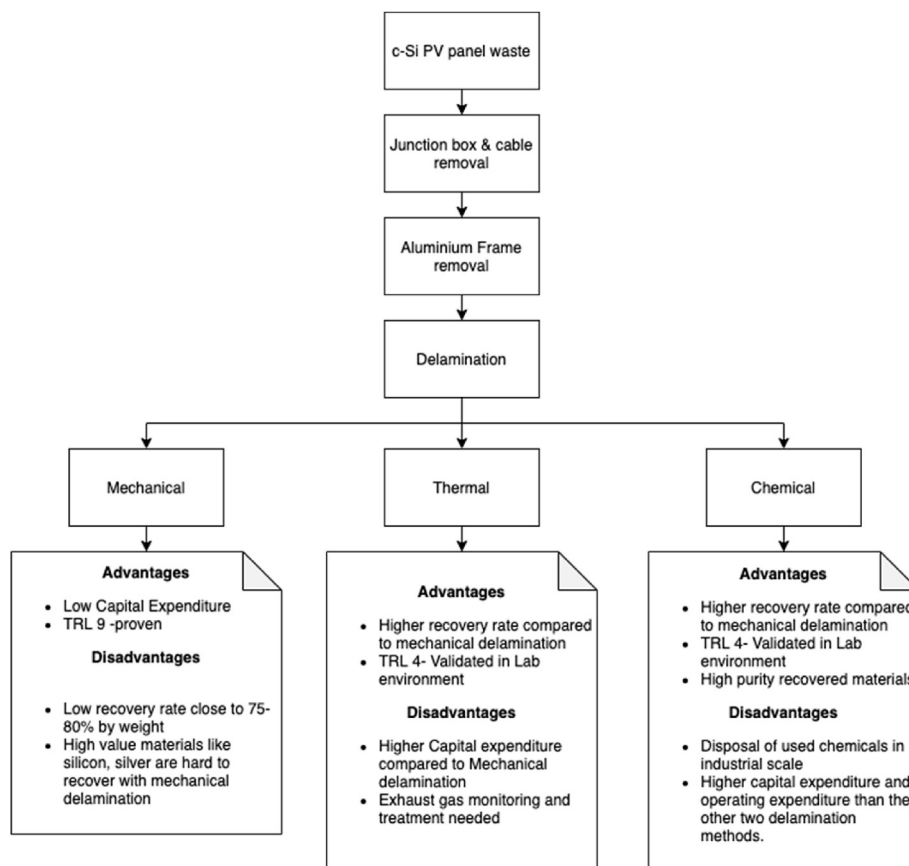 c-Si PV panel waste
Junction box & cable
removal
Aluminium Frame
removal
Delamination
Mechanical
Thermal
Chemical
Advantages
• Low Capital Expenditure
• TRL 9 -proven
Disadvantages
• Low recovery rate close to 75-
80% by weight
• High value materials like
silicon, silver are hard to
recover with mechanical
delamination
Advantages
• Higher recovery rate compared
to mechanical delamination
• TRL 4- Validated in Lab
environment
Disadvantages
• Higher Capital expenditure
compared to Mechanical
delamination
• Exhaust gas monitoring and
treatment needed
Advantages
• Higher recovery rate compared
to mechanical delamination
• TRL 4- Validated in Lab
environment
• High purity recovered materials
Disadvantages
• Disposal of used chemicals in
industrial scale
• Higher capital expenditure and
operating expenditure than the
other two delamination
methods.